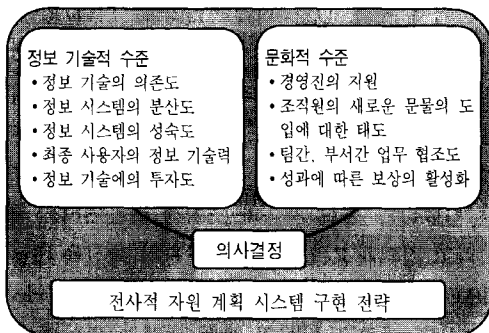 정보 기술적 수준
• 정보 기술의 의존도
• 정보 시스템의 분산도
• 정보 시스템의 성숙도
• 최종 사용자의 정보 기술력
• 정보 기술에의 투자도
문화적 수준
• 경영진의 지원
• 조직원의 새로운 문물의 도
입에 대한 태도
• 팀간, 부서간 업무 협조도
• 성과에 따른 보상의 활성화
의사결정
전사적 자원 계획 시스템 구현 전략